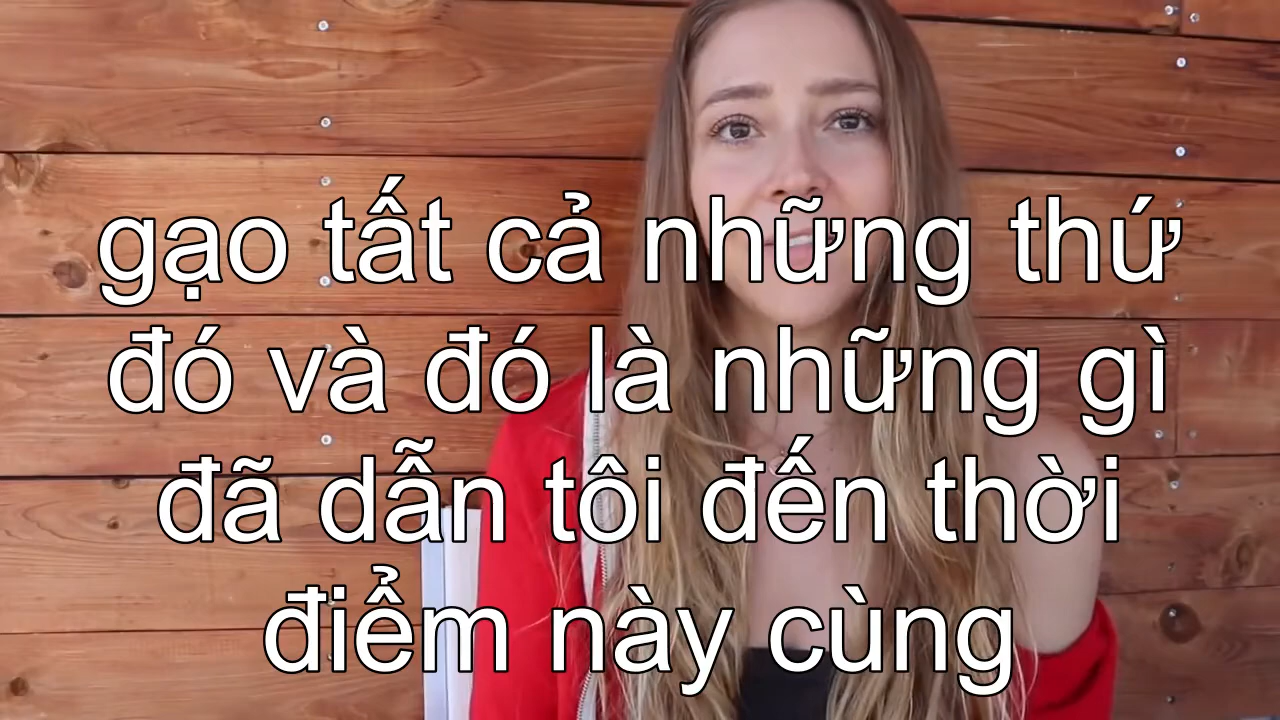 gạo tất cả những thứ
đó và đó là những gì
đã dẫn tôi đến thời
điểm này cùng